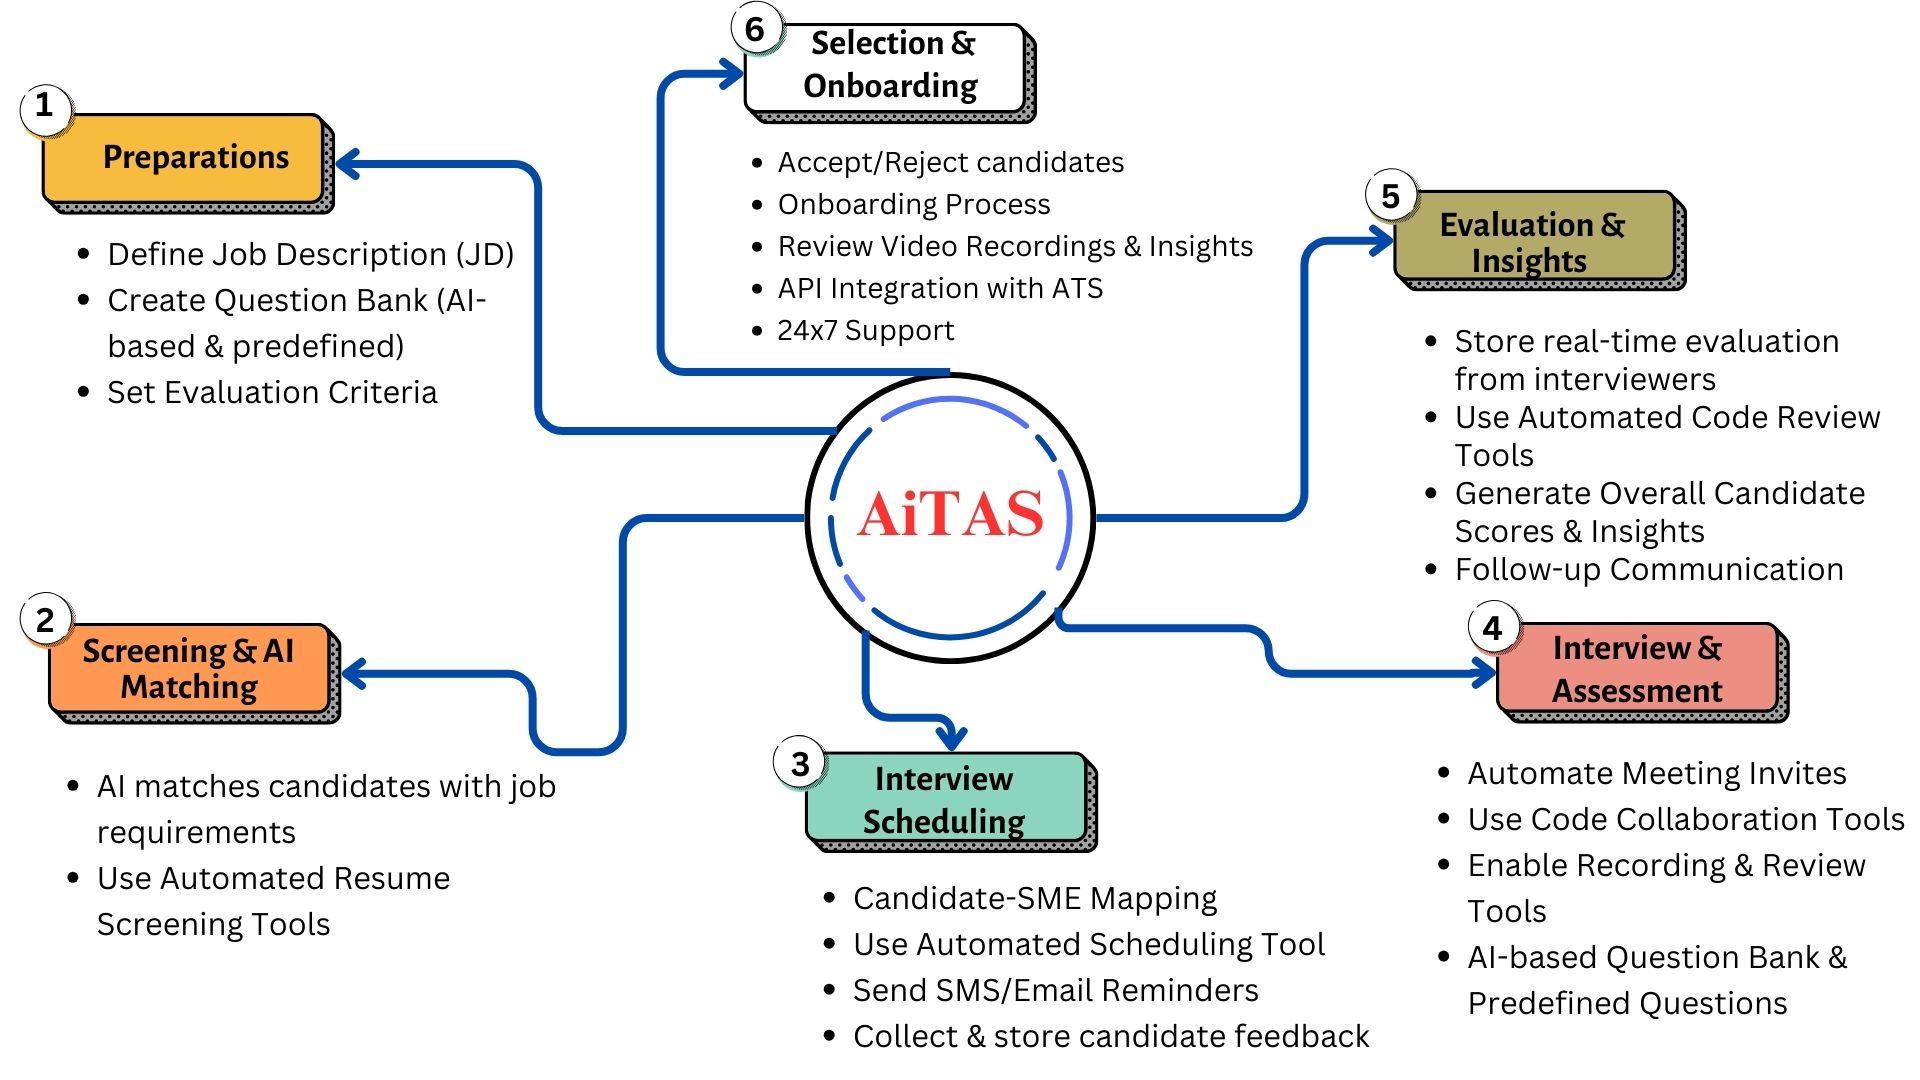 1
Preparations
Define Job Description (JD)
Create Question Bank (AI-
based & predefined)
Set Evaluation Criteria
2
Screening & AI
Matching
AI matches candidates with job
requirements
Use Automated Resume
Screening Tools
AiTAS
3
Interview
Scheduling
Candidate-SME Mapping
Use Automated Scheduling Tool
Send SMS/Email Reminders
Collect & store candidate feedback
4
Interview &
Assessment
Automate Meeting Invites
Use Code Collaboration Tools
Enable Recording & Review
Tools
AI-based Question Bank &
Predefined Questions
5
Evaluation &
Insights
Store real-time evaluation
from interviewers
Use Automated Code Review
Tools
Generate Overall Candidate
Scores & Insights
Follow-up Communication
6
Selection &
Onboarding
Accept/Reject candidates
Onboarding Process
Review Video Recordings & Insights
API Integration with ATS
24x7 Support